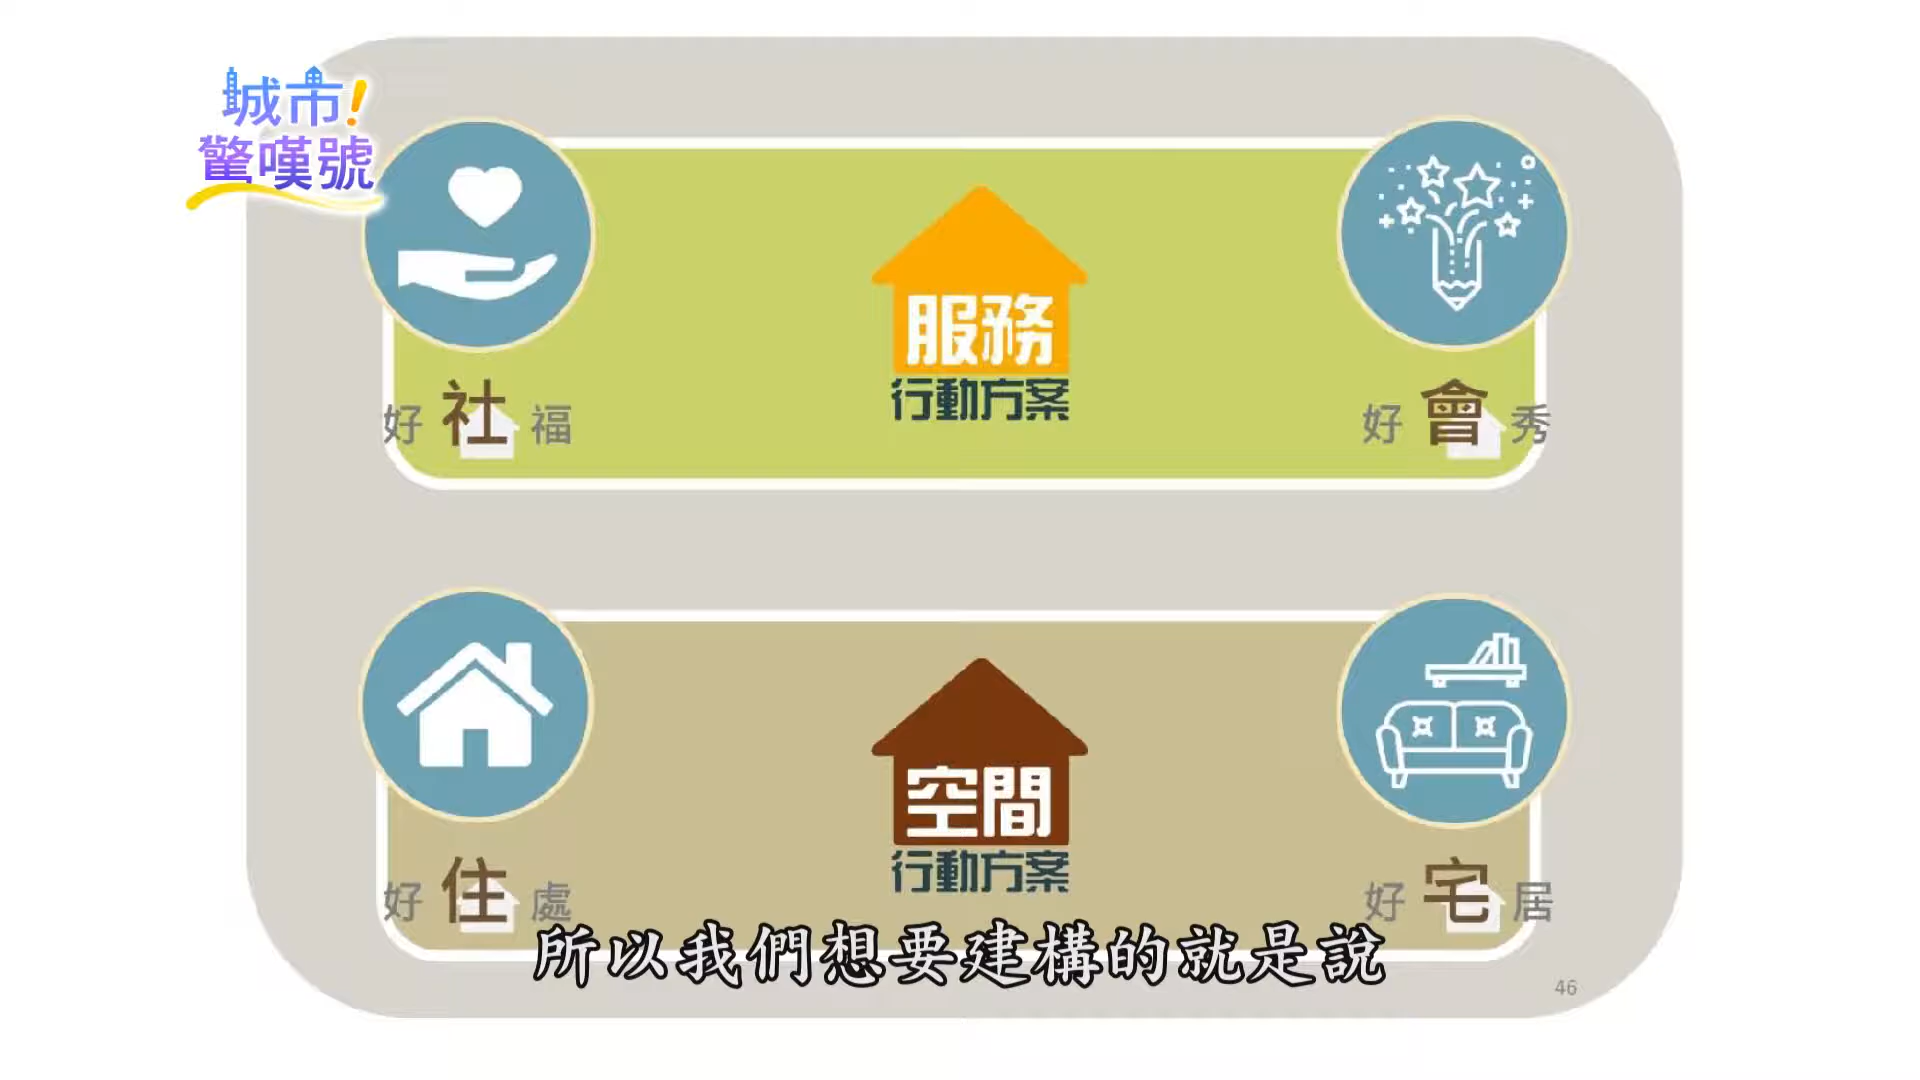 城市!
驚嘆號
服務
行動方案
好社福
好會秀
空間
行動方案
好住處
好宅居
所以我們想要建構的就是說
46